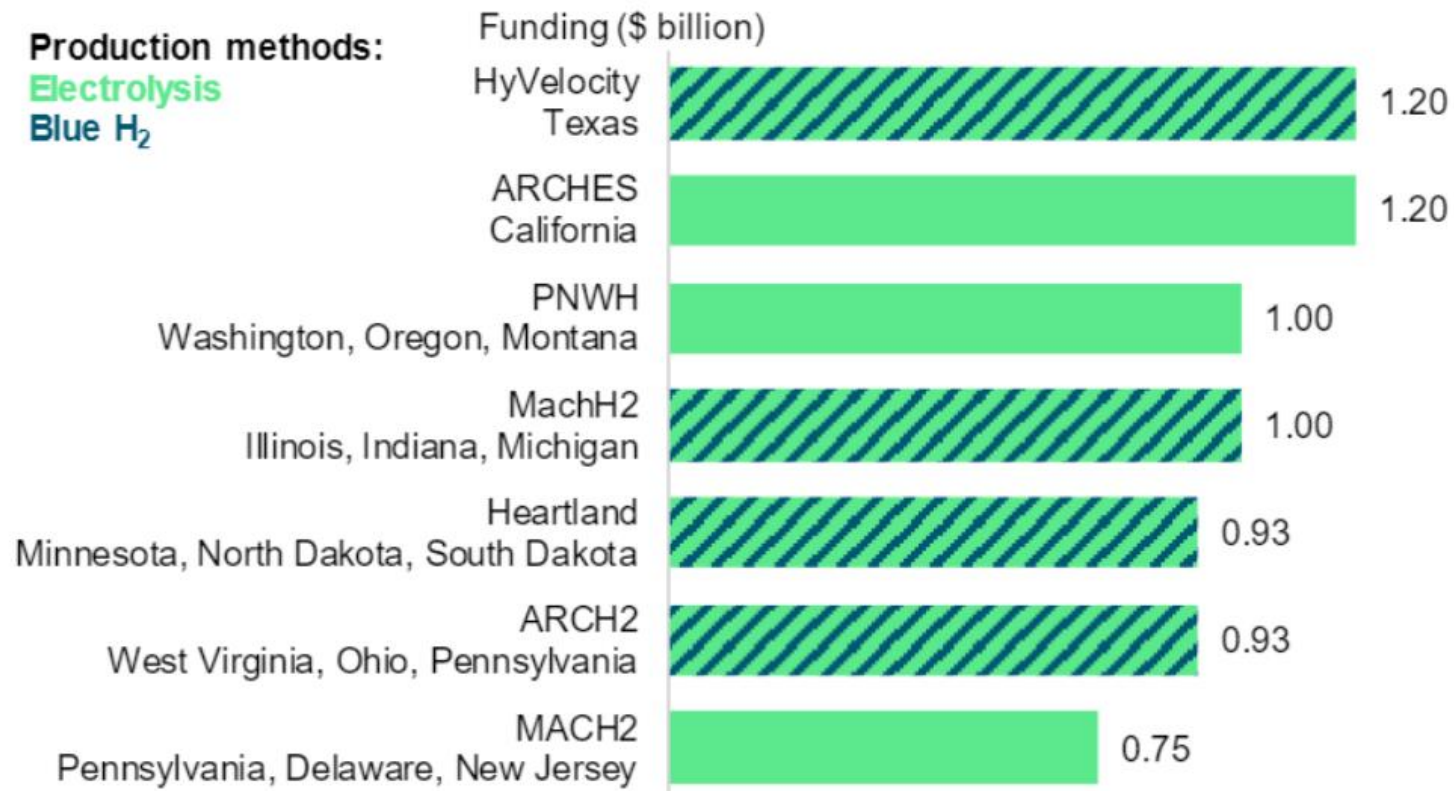 Funding ($ billion)
Production methods:
Electrolysis
Blue H₂
HyVelocity
Texas
1.20
ARCHES
California
1.20
PNWH
Washington, Oregon, Montana
1.00
MachH2
Illinois, Indiana, Michigan
1.00
Heartland
Minnesota, North Dakota, South Dakota
0.93
ARCH2
West Virginia, Ohio, Pennsylvania
0.93
MACH2
Pennsylvania, Delaware, New Jersey
0.75